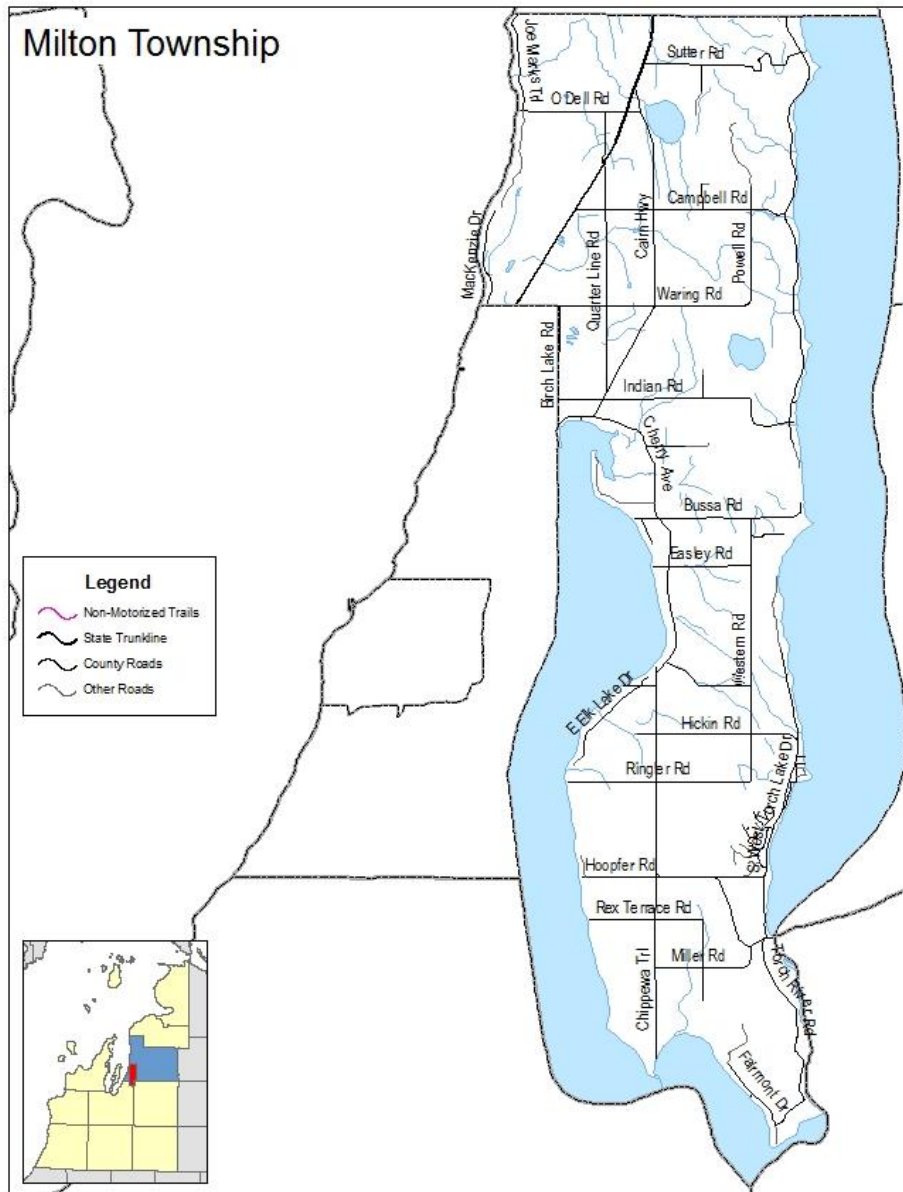 Milton Township
Joe Marks Trl
Sutter Rd
O Dell Rd
Campbell Rd
Cairn Hwy
Powell Rd
MacKenzie Dr
Quarter Line Rd
Waring Rd
Birch Lake Rd
Indian Rd
Cherry Ave
Bussa Rd
Easley Rd
Western Rd
E Elk Lake Dr
Hickin Rd
Ringler Rd
S West Torch Lake Dr
Hoopfer Rd
Rex Terrace Rd
Miller Rd
Chippewa Trl
Torch River Rd
Fairmont Dr
Legend
Non-Motorized Trails
State Trunkline
County Roads
Other Roads